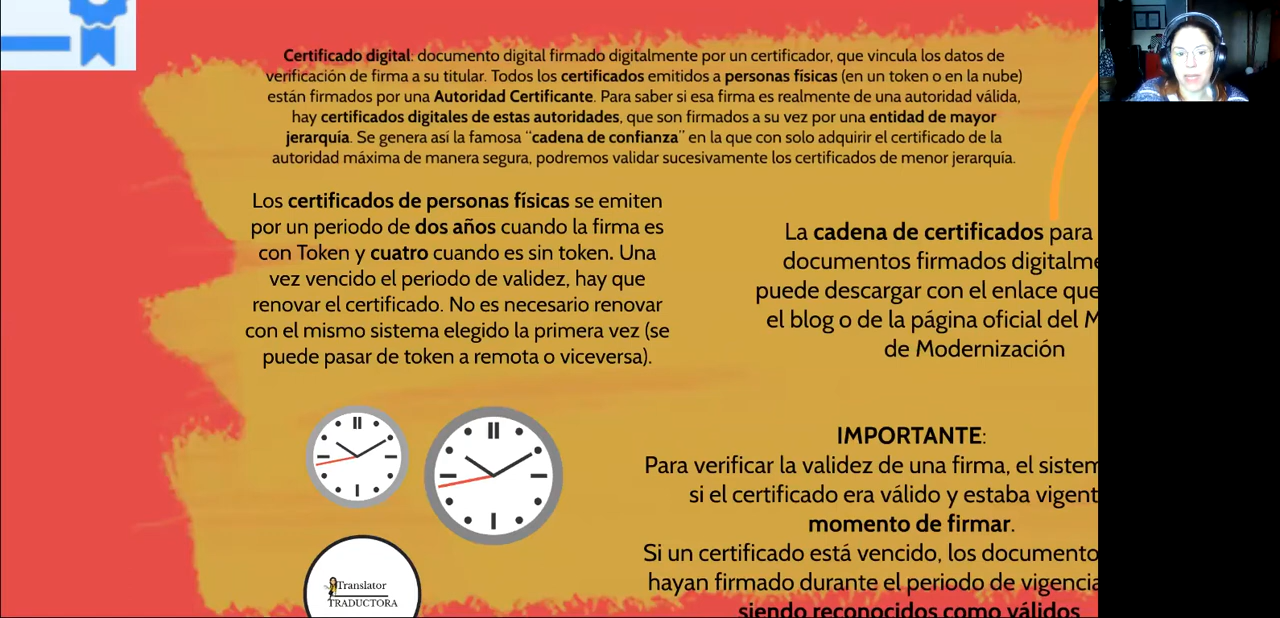 Certificado digital: documento digital firmado digitalmente por un certificador, que vincula los datos de
verificación de firma a su titular. Todos los certificados emitidos a personas físicas (en un token o en la nube)
están firmados por una Autoridad Certificante. Para saber si esa firma es realmente de una autoridad válida,
hay certificados digitales de estas autoridades, que son firmados a su vez por una entidad de mayor
jerarquía. Se genera así la famosa “cadena de confianza” en la que con solo adquirir el certificado de la
autoridad máxima de manera segura, podremos validar sucesivamente los certificados de menor jerarquía.
Los certificados de personas físicas se emiten
por un periodo de dos años cuando la firma es
con Token y cuatro cuando es sin token. Una
vez vencido el periodo de validez, hay que
renovar el certificado. No es necesario renovar
con el mismo sistema elegido la primera vez (se
puede pasar de token a remota o viceversa).
La cadena de certificados para
documentos firmados digitalme
puede descargar con el enlace que
el blog o de la página oficial del M
de Modernización
IMPORTANTE:
Para verificar la validez de una firma, el sistem
si el certificado era válido y estaba vigent
momento de firmar.
Si un certificado está vencido, los documento
hayan firmado durante el periodo de vigencia
siendo reconocidos como válidos
Translator
TRADUCTORA